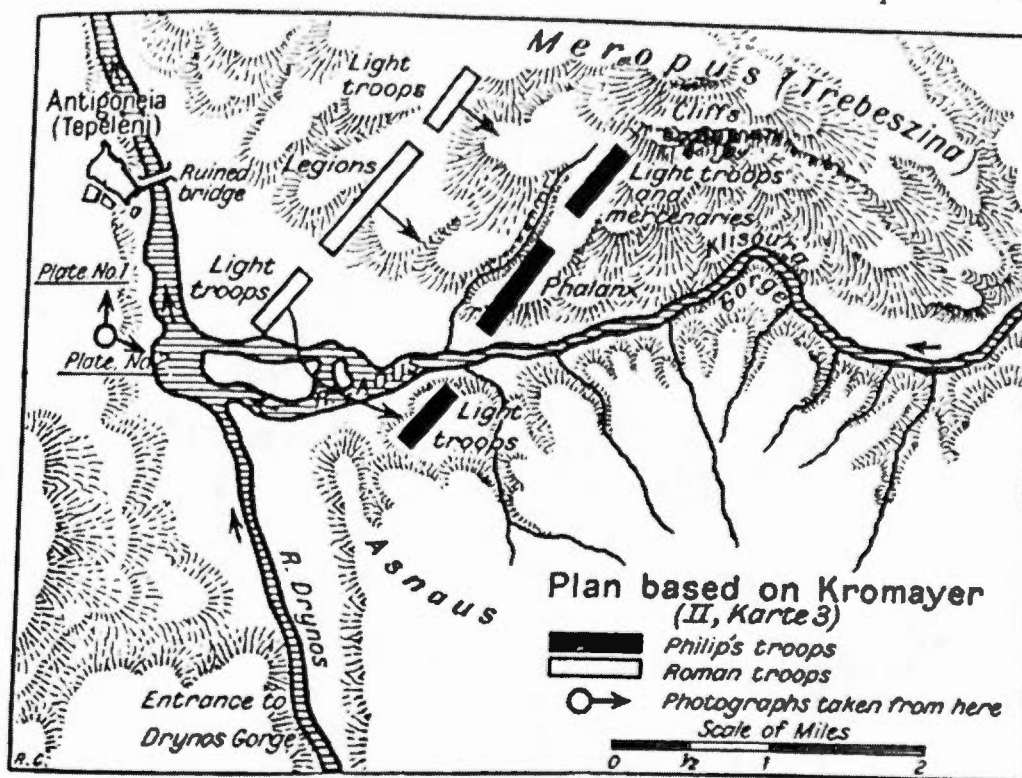 Meropus (Trebeszina)
Light
troops
Cliffs
Antigoneia
(Tepeleni)
Legions
Light troops
and
mercenaries
Ruined
bridge
Klisoura
Gorge
Light
troops
Phalanx
Plate No.1
Plate. No
Light
troops
Asnaus
R. Drynos
Entrance to
Drynos Gorge
Plan based on Kromayer
(II, Karte 3)
Philip's troops
Roman troops
Photographs taken from here
Scale of Miles
0 1/2 1 2
R.C.